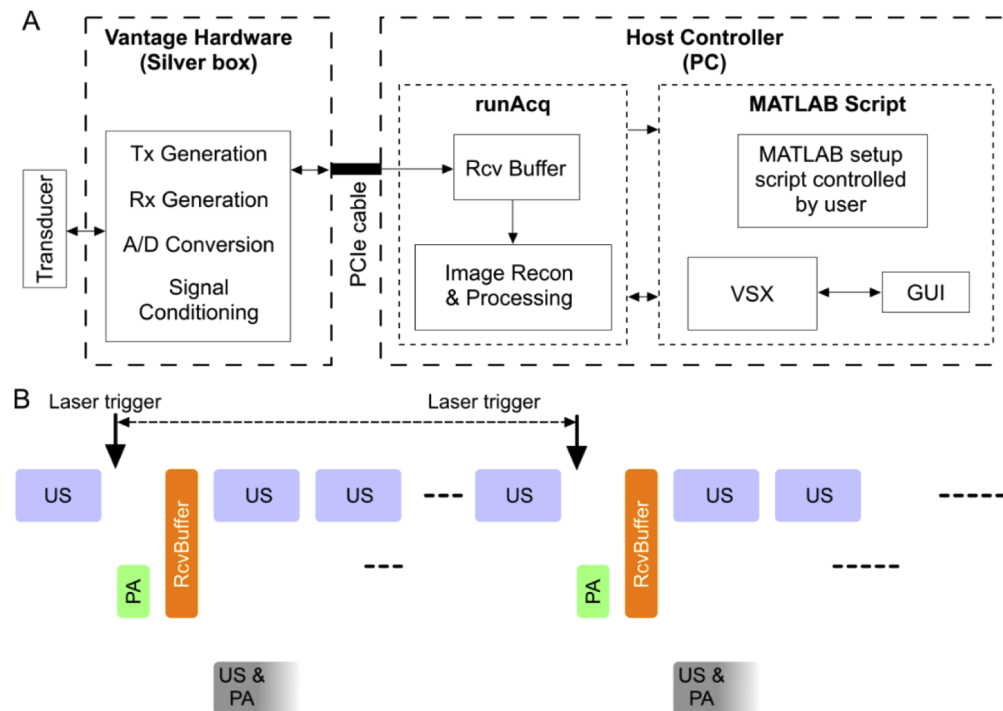 A
Vantage Hardware
(Silver box)
Host Controller
(PC)
runAcq
MATLAB Script
Transducer
Tx Generation
Rx Generation
A/D Conversion
Signal
Conditioning
PCIe cable
Rcv Buffer
Image Recon
& Processing
MATLAB setup
script controlled
by user
VSX
GUI
B
Laser trigger
Laser trigger
US
PA
RcvBuffer
US
US
US
PA
RcvBuffer
US
US
US &
PA
US &
PA